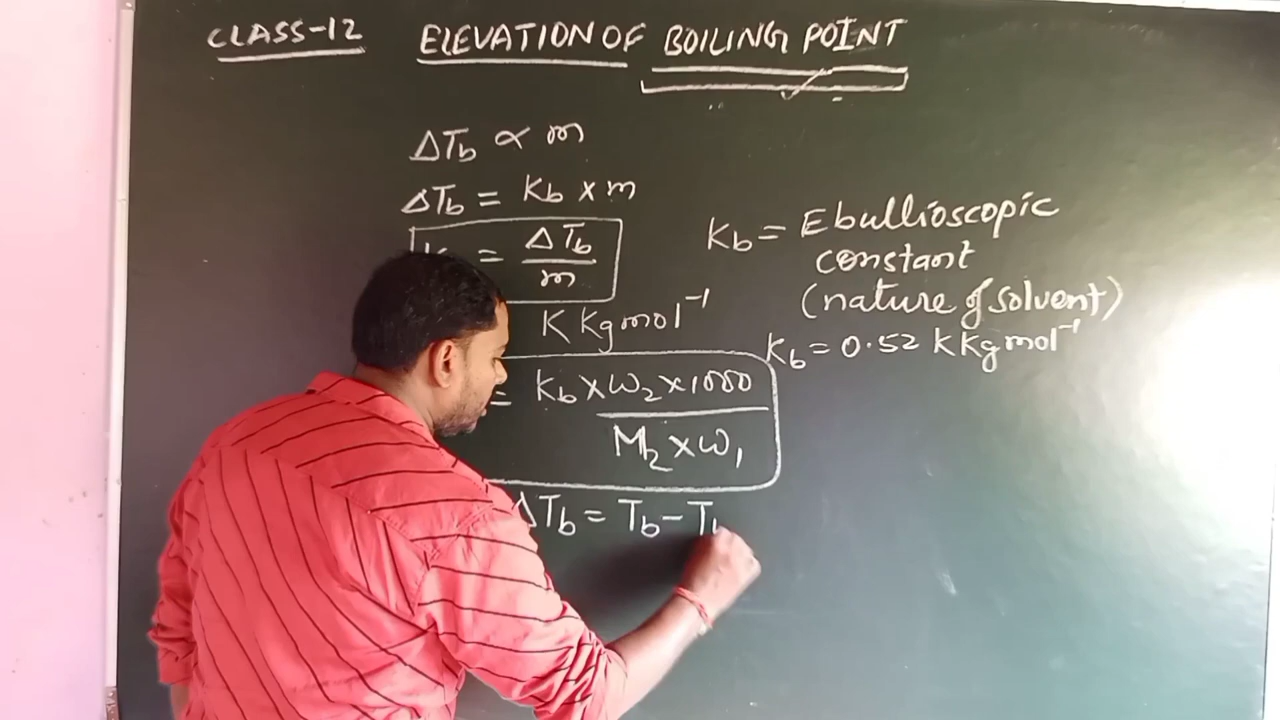 CLASS-12 ELEVATION OF BOILING POINT
ΔTb ∝ m
ΔTb = Kb × m
= ΔTb / m
K Kg mol⁻¹
= Kb × ω₂ × 1000 / M₂ × ω₁
ΔTb = Tb - T
Kb = Ebullioscopic
constant
(nature of solvent)
Kb = 0.52 K Kg mol⁻¹